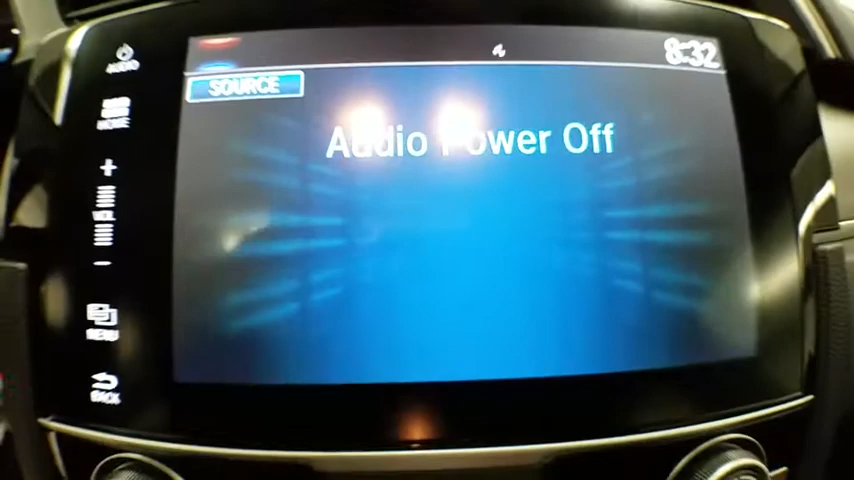 AUDIO
HOME
+
VOL
−
MENU
BACK
8:32
SOURCE
Audio Power Off